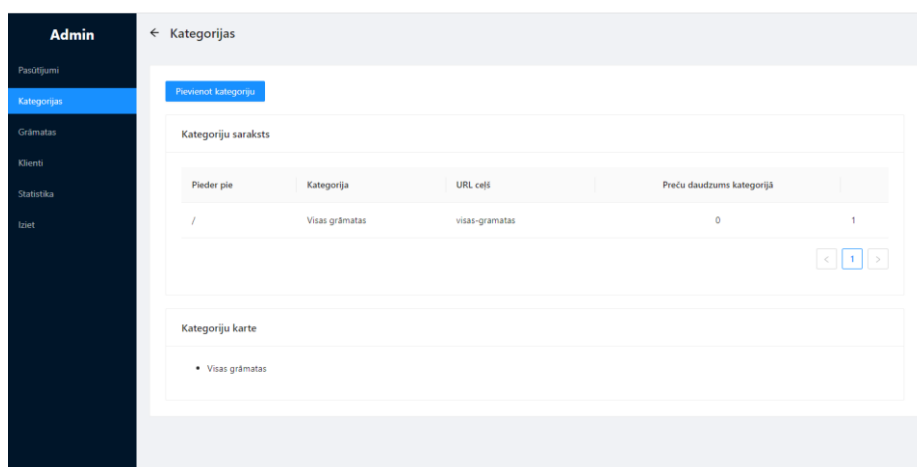 Admin
← Kategorijas
Pasūtījumi
Kategorijas
Grāmatas
Klienti
Statistika
Iziet
Pievienot kategoriju
Kategoriju saraksts
Pieder pie Kategorija URL ceļš Preču daudzums kategorijā
/ Visas grāmatas visas-gramatas 0 1
< 1 >
Kategoriju karte
• Visas grāmatas